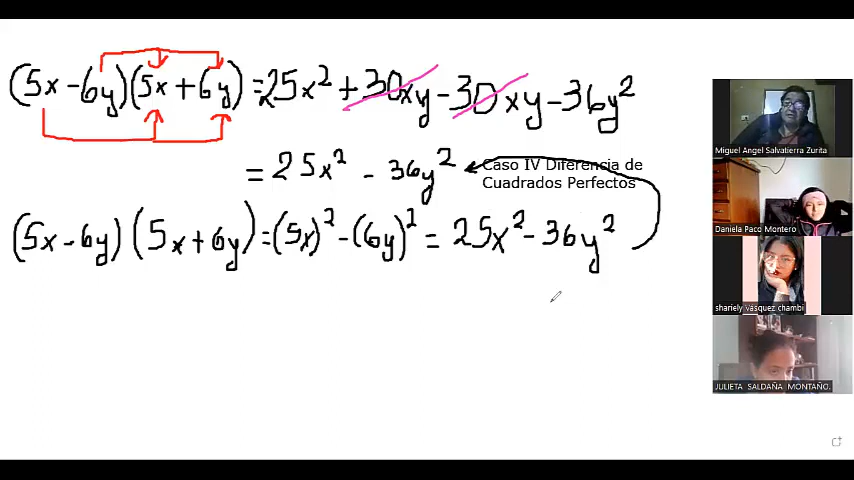 (5x - 6y)(5x + 6y) = 25x² + 30xy - 30xy - 36y²
= 25x² - 36y²
Caso IV Diferencia de
Cuadrados Perfectos
(5x - 6y)(5x + 6y) = (5x)² - (6y)² = 25x² - 36y²
Miguel Angel Salvatierra Zurita
Daniela Paco Montero
shariely Vasquez chambi
JULIETA SALDAÑA MONTAÑO.